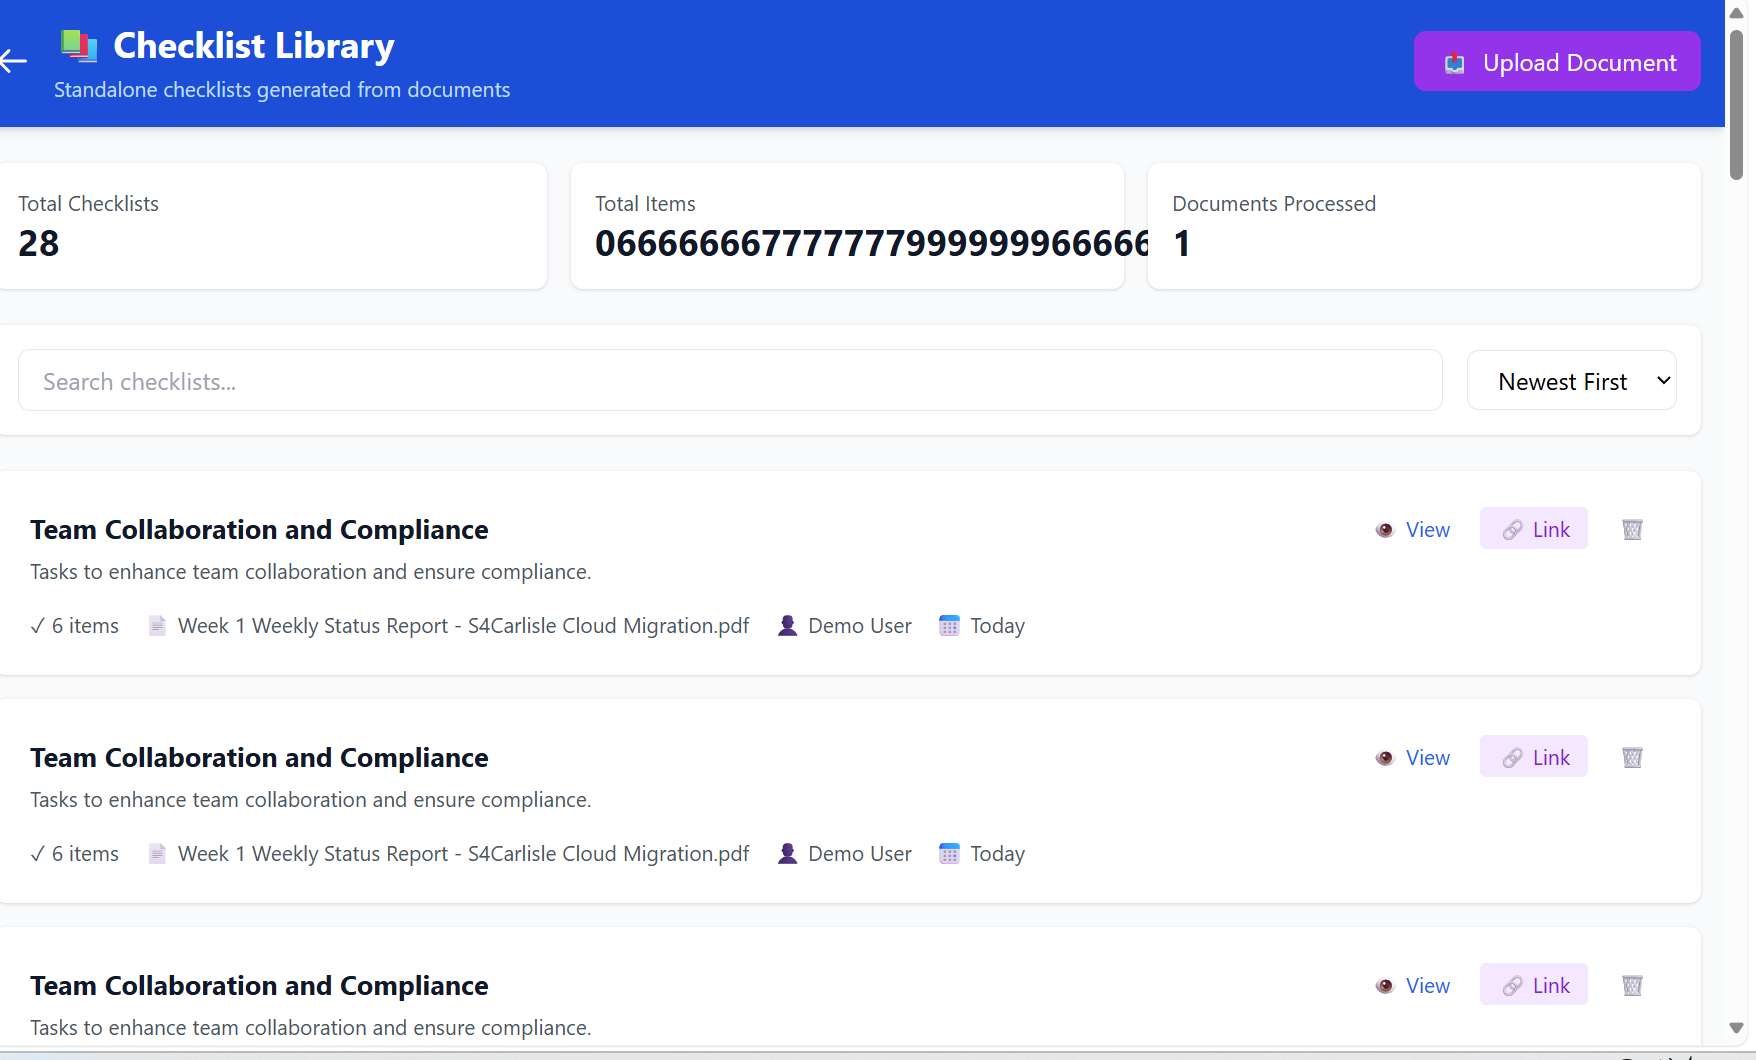 Checklist Library
Standalone checklists generated from documents
Upload Document
Total Checklists
28
Total Items
066666667777777999999966666
Documents Processed
1
Search checklists...
Newest First
Team Collaboration and Compliance
View
Link
Tasks to enhance team collaboration and ensure compliance.
✓ 6 items Week 1 Weekly Status Report - S4Carlisle Cloud Migration.pdf Demo User Today
Team Collaboration and Compliance
View
Link
Tasks to enhance team collaboration and ensure compliance.
✓ 6 items Week 1 Weekly Status Report - S4Carlisle Cloud Migration.pdf Demo User Today
Team Collaboration and Compliance
View
Link
Tasks to enhance team collaboration and ensure compliance.